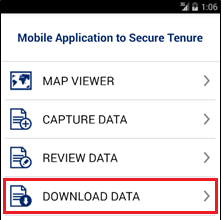 1:06
Mobile Application to Secure Tenure
MAP VIEWER
CAPTURE DATA
REVIEW DATA
DOWNLOAD DATA